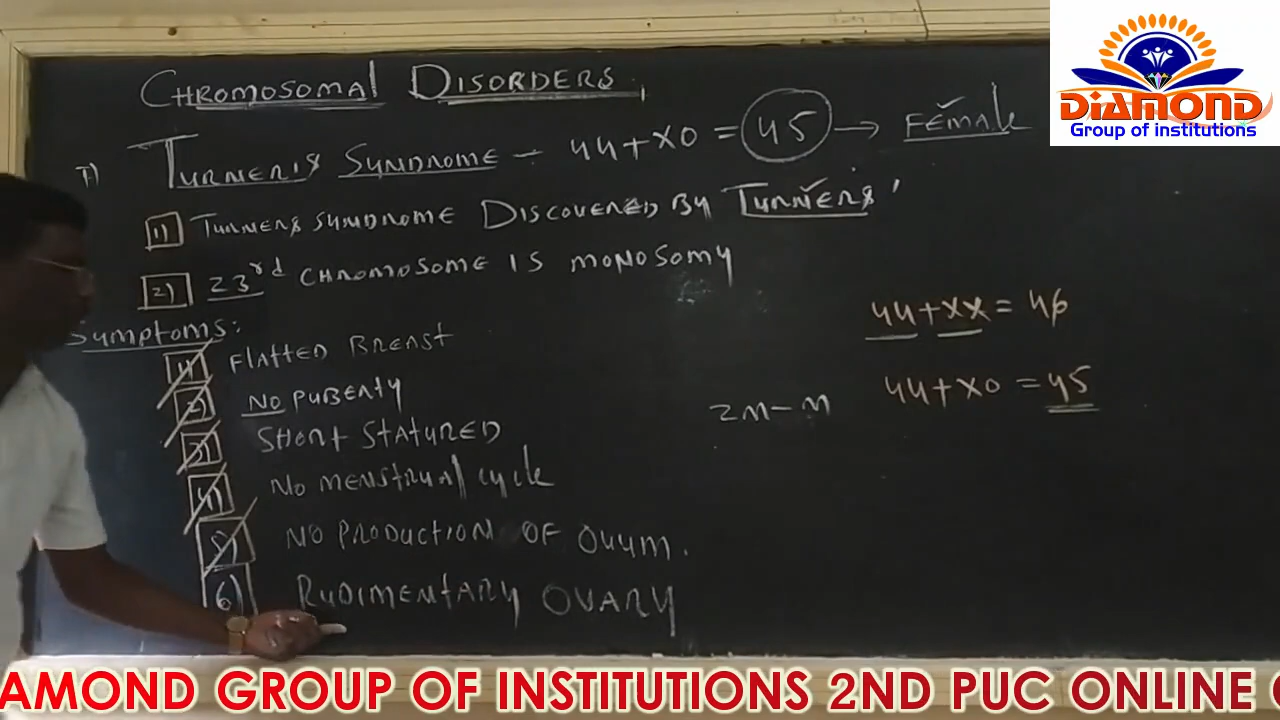 CHROMOSOMAL DISORDERS,
I) TURNER'S SYNDROME - 44+XO = 45 → FEMALE
1) TURNERS SYNDROME DISCOVERED BY TURNERS'
2) 23rd CHROMOSOME IS MONOSOMY
Symptoms:
1) FLATTED BREAST
2) NO PUBERTY
3) SHORT STATURED
4) NO MENSTRUAL CYCLE
5) NO PRODUCTION OF OVUM.
6) RUDIMENTARY OVARY
44+XX = 46
44+XO = 45
2n-n
DiAMOND
Group of institutions
AMOND GROUP OF INSTITUTIONS 2ND PUC ONLINE